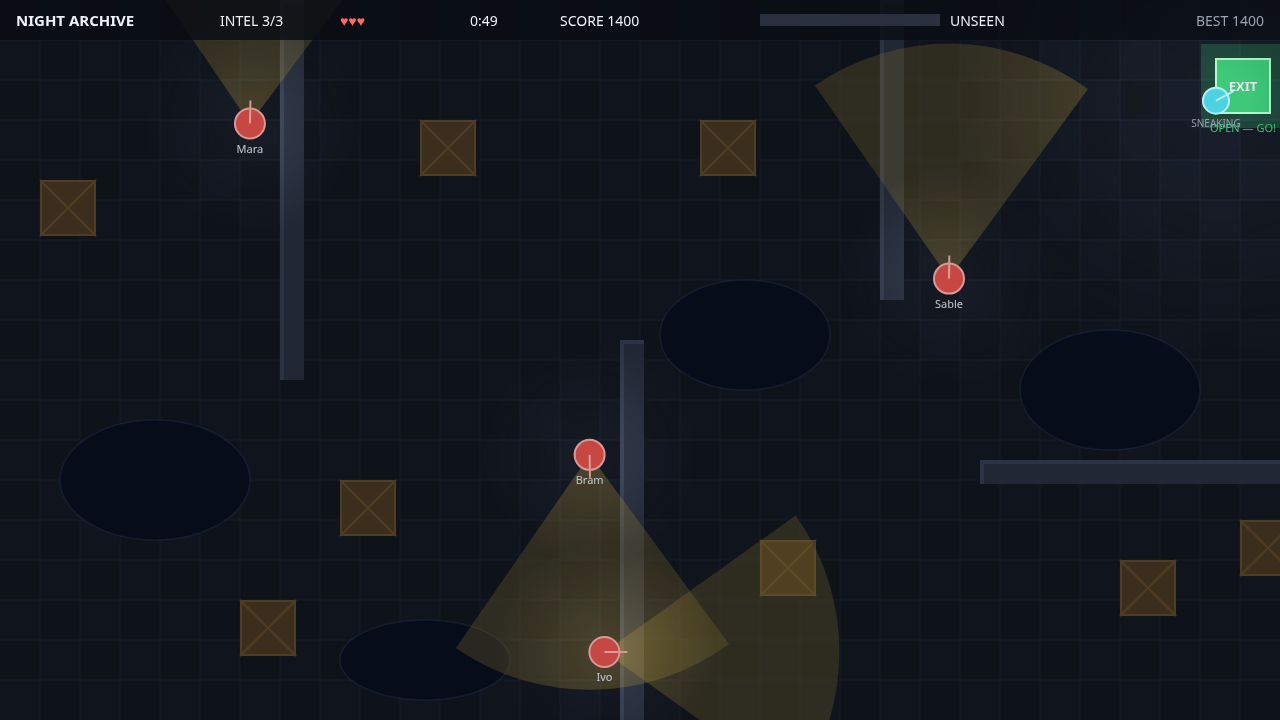 NIGHT ARCHIVE INTEL 3/3 ♥♥♥ 0:49 SCORE 1400 UNSEEN BEST 1400
EXIT
SNEAKING
OPEN — GO!
Mara
Sable
Bram
Ivo